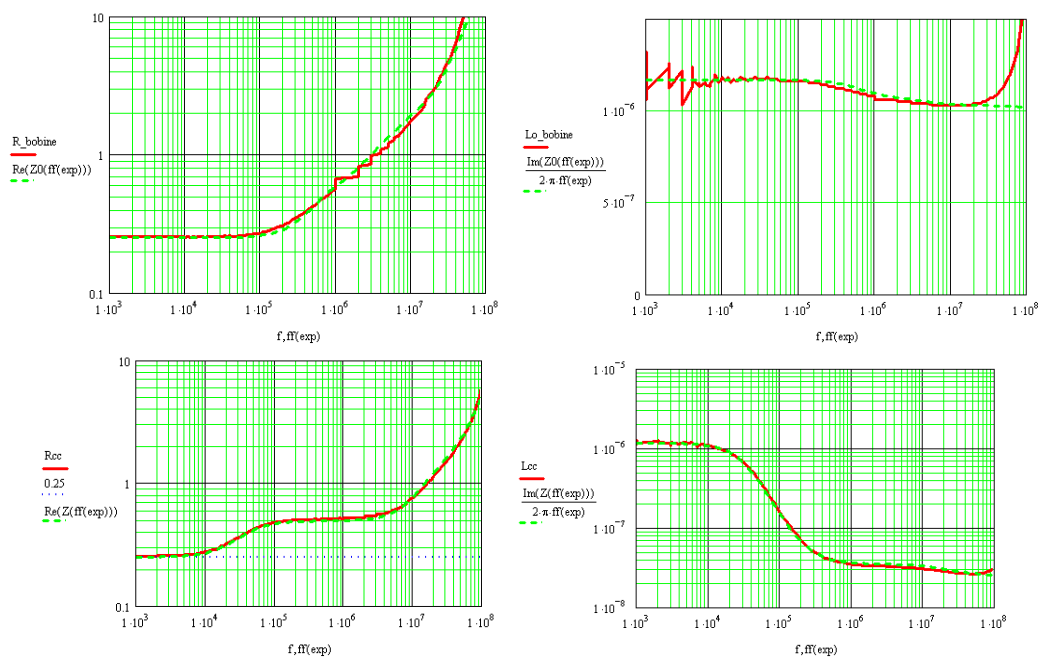 10
1
0.1
R_bobine
Re(Z0(ff(exp)))
1·10³ 1·10⁴ 1·10⁵ 1·10⁶ 1·10⁷ 1·10⁸
f,ff(exp)
1·10⁻⁶
5·10⁻⁷
0
Lo_bobine
Im(Z0(ff(exp)))
2·π·ff(exp)
1·10³ 1·10⁴ 1·10⁵ 1·10⁶ 1·10⁷ 1·10⁸
f,ff(exp)
10
1
0.1
Rcc
0.25
Re(Z(ff(exp)))
1·10³ 1·10⁴ 1·10⁵ 1·10⁶ 1·10⁷ 1·10⁸
f,ff(exp)
1·10⁻⁵
1·10⁻⁶
1·10⁻⁷
1·10⁻⁸
Lcc
Im(Z(ff(exp)))
2·π·ff(exp)
1·10³ 1·10⁴ 1·10⁵ 1·10⁶ 1·10⁷ 1·10⁸
f,ff(exp)